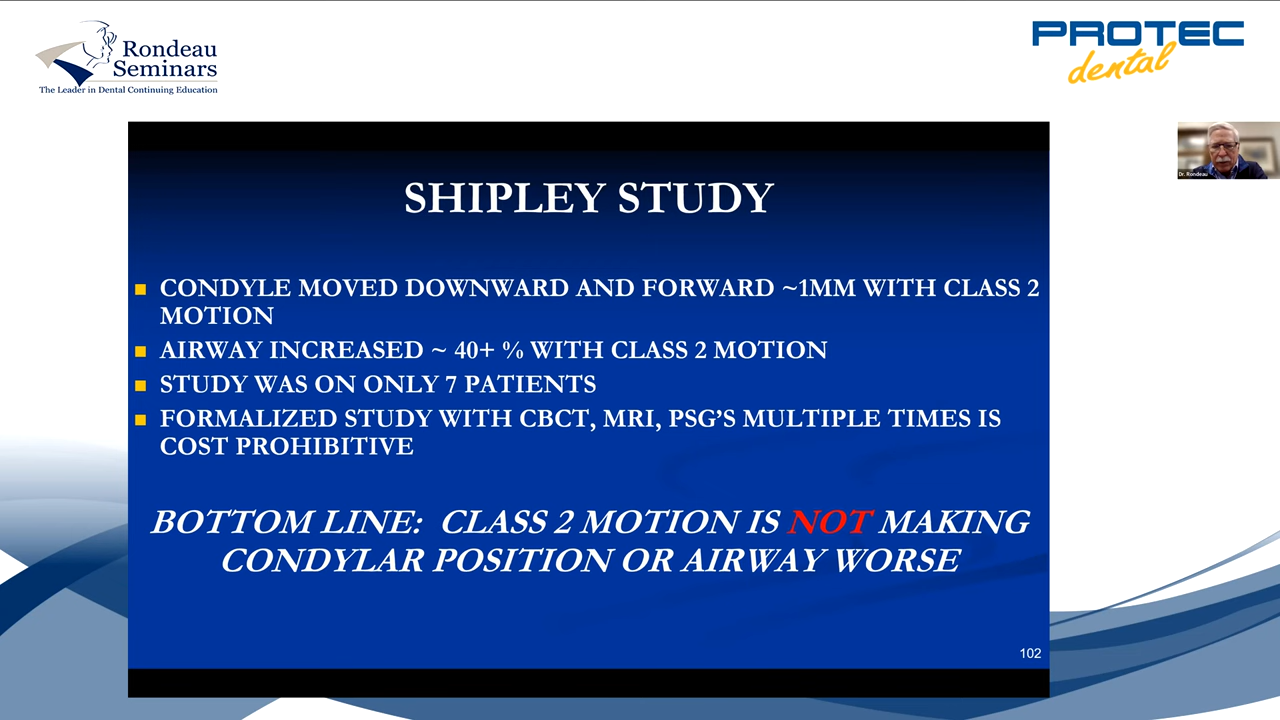 Rondeau
Seminars
The Leader in Dental Continuing Education
PROTEC
dental
Dr. Rondeau
SHIPLEY STUDY
CONDYLE MOVED DOWNWARD AND FORWARD ~1MM WITH CLASS 2
MOTION
AIRWAY INCREASED ~ 40+ % WITH CLASS 2 MOTION
STUDY WAS ON ONLY 7 PATIENTS
FORMALIZED STUDY WITH CBCT, MRI, PSG’S MULTIPLE TIMES IS
COST PROHIBITIVE
BOTTOM LINE: CLASS 2 MOTION IS NOT MAKING
CONDYLAR POSITION OR AIRWAY WORSE
102